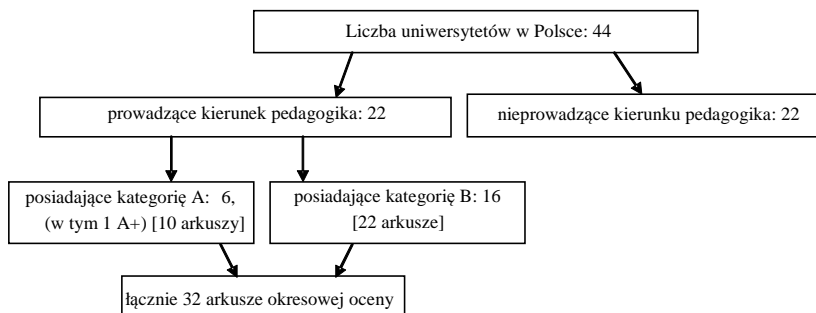 Liczba uniwersytetów w Polsce: 44
prowadzące kierunek pedagogika: 22
nieprowadzące kierunku pedagogika: 22
posiadające kategorię A: 6,
(w tym 1 A+) [10 arkuszy]
posiadające kategorię B: 16
[22 arkusze]
łącznie 32 arkusze okresowej oceny